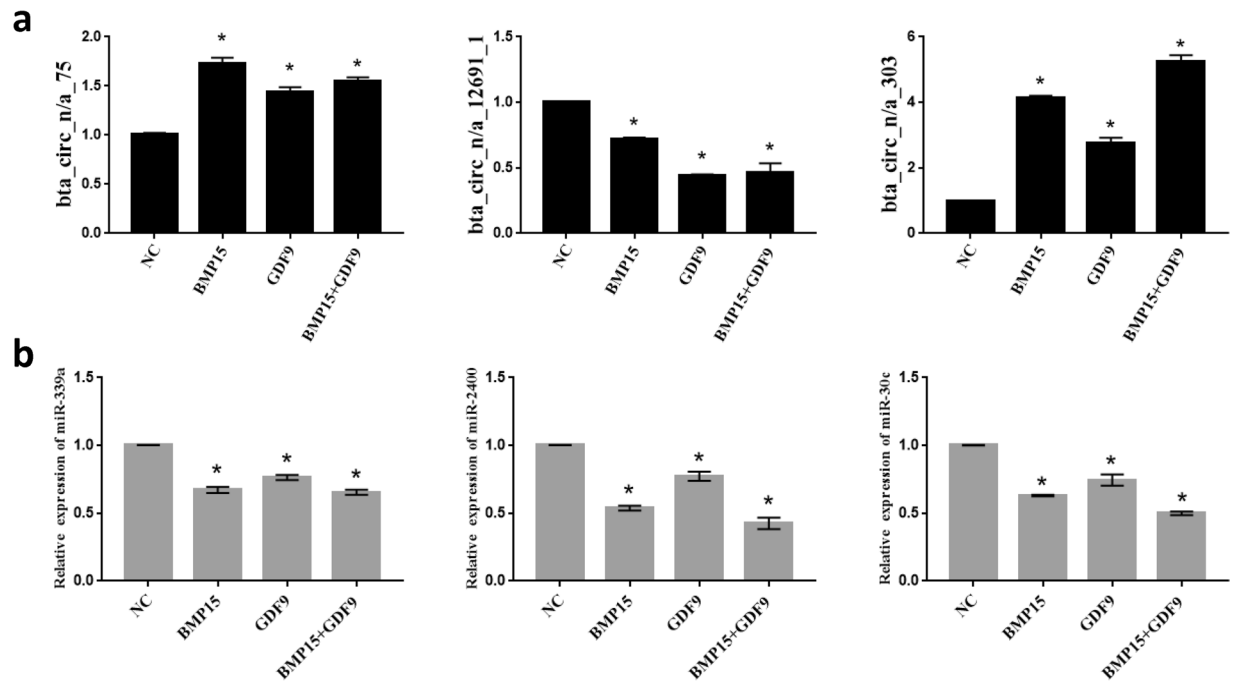 a
bta_circ_n/a_75
2.0
1.5
1.0
0.5
0.0
*
*
*
NC
BMP15
GDF9
BMP15+GDF9
bta_circ_n/a_12691_1
1.5
1.0
0.5
0.0
*
*
*
NC
BMP15
GDF9
BMP15+GDF9
bta_circ_n/a_303
6
4
2
0
*
*
*
NC
BMP15
GDF9
BMP15+GDF9
b
Relative expression of miR-339a
1.5
1.0
0.5
0.0
*
*
*
NC
BMP15
GDF9
BMP15+GDF9
Relative expression of miR-2400
1.5
1.0
0.5
0.0
*
*
*
NC
BMP15
GDF9
BMP15+GDF9
Relative expression of miR-30c
1.5
1.0
0.5
0.0
*
*
*
NC
BMP15
GDF9
BMP15+GDF9